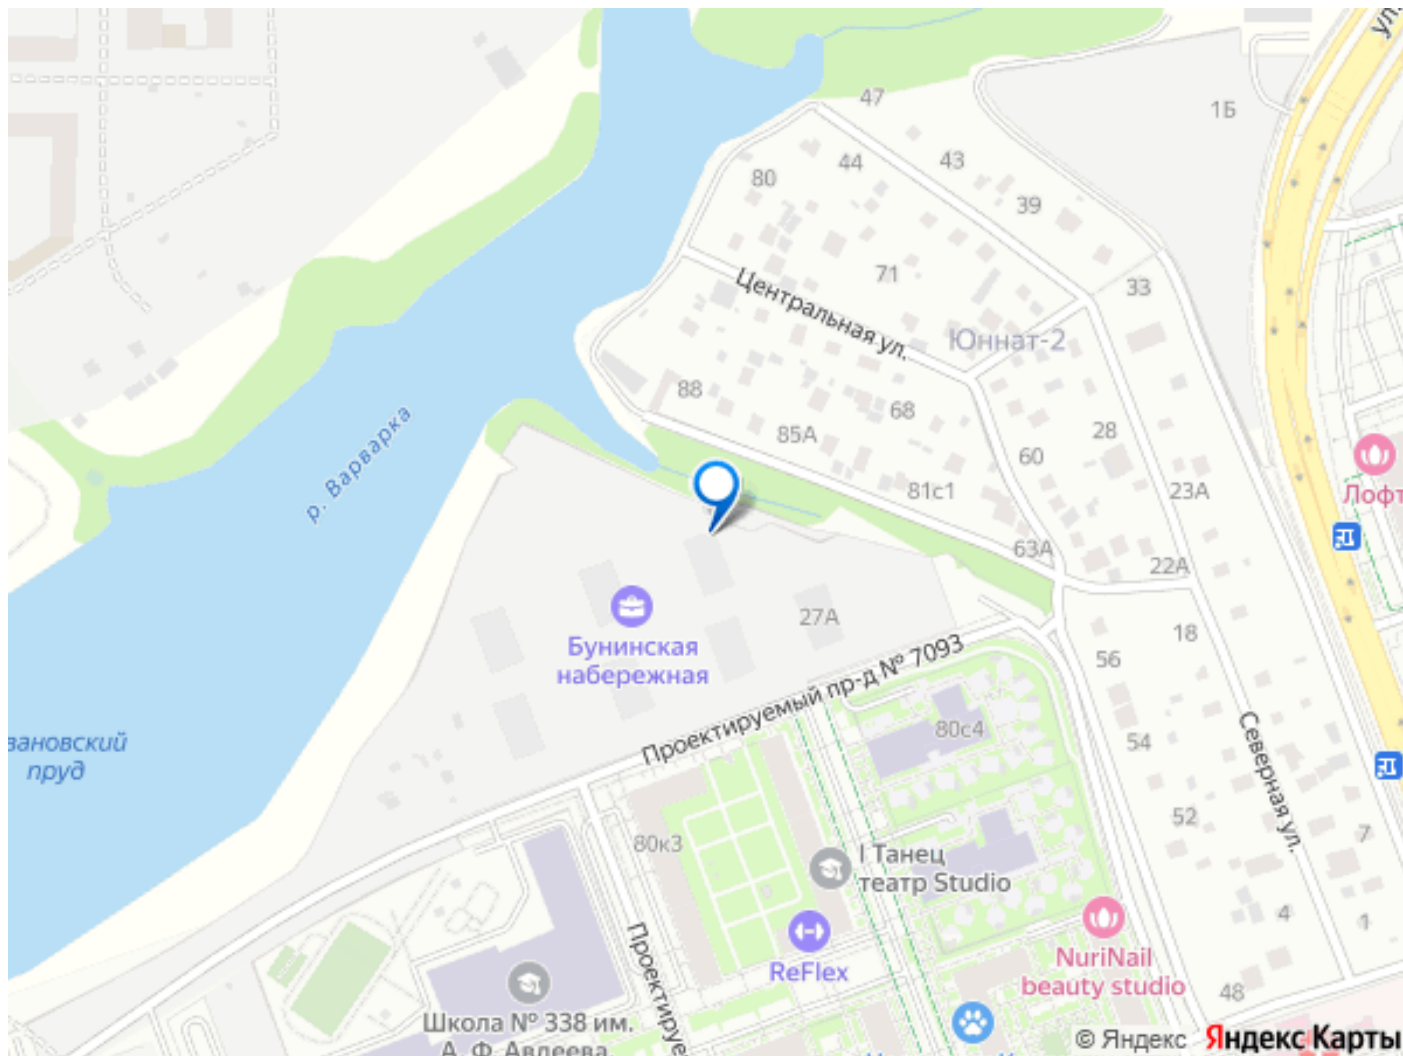 ул.
47
1Б
44
43
80
39
71
33
Центральная ул.
Юннат-2
88
68
28
85А
60
р. Варварка
81с1
23А
Лофт
63А
22А
27А
18
Бунинская
набережная
56
Проектируемый пр-д № 7093
80с4
54
вановский
пруд
Северная ул.
52
7
80к3
I Танец
театр Studio
4
1
Проектируе
ReFlex
NuriNail
beauty studio
48
Школа № 338 им.
А. Ф. Авдеева
© Яндекс Яндекс Карты